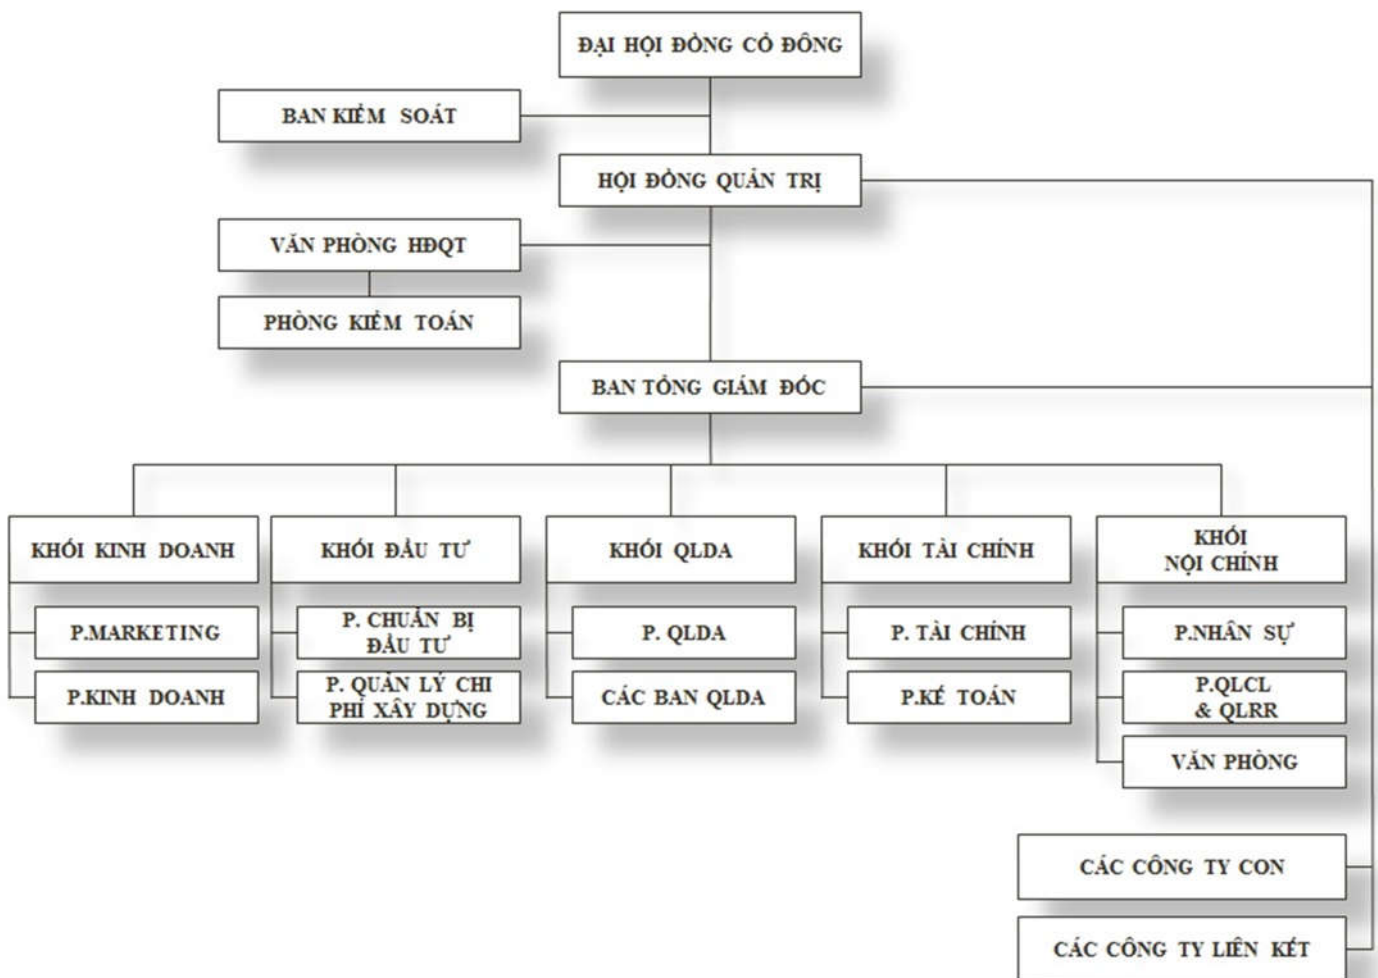 ĐẠI HỘI ĐỒNG CỔ ĐÔNG
BAN KIỂM SOÁT
HỘI ĐỒNG QUẢN TRỊ
VĂN PHÒNG HĐQT
PHÒNG KIỂM TOÁN
BAN TỔNG GIÁM ĐỐC
KHỐI KINH DOANH
P.MARKETING
P.KINH DOANH
KHỐI ĐẦU TƯ
P. CHUẨN BỊ
ĐẦU TƯ
P. QUẢN LÝ CHI
PHÍ XÂY DỰNG
KHỐI QLDA
P. QLDA
CÁC BAN QLDA
KHỐI TÀI CHÍNH
P. TÀI CHÍNH
P.KẾ TOÁN
KHỐI
NỘI CHÍNH
P.NHÂN SỰ
P.QLCL
& QLRR
VĂN PHÒNG
CÁC CÔNG TY CON
CÁC CÔNG TY LIÊN KẾT